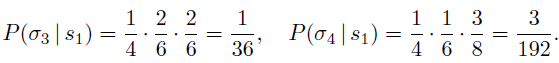 P(σ₃ | s₁) = 1/4 · 2/6 · 2/6 = 1/36, P(σ₄ | s₁) = 1/4 · 1/6 · 3/8 = 3/192.